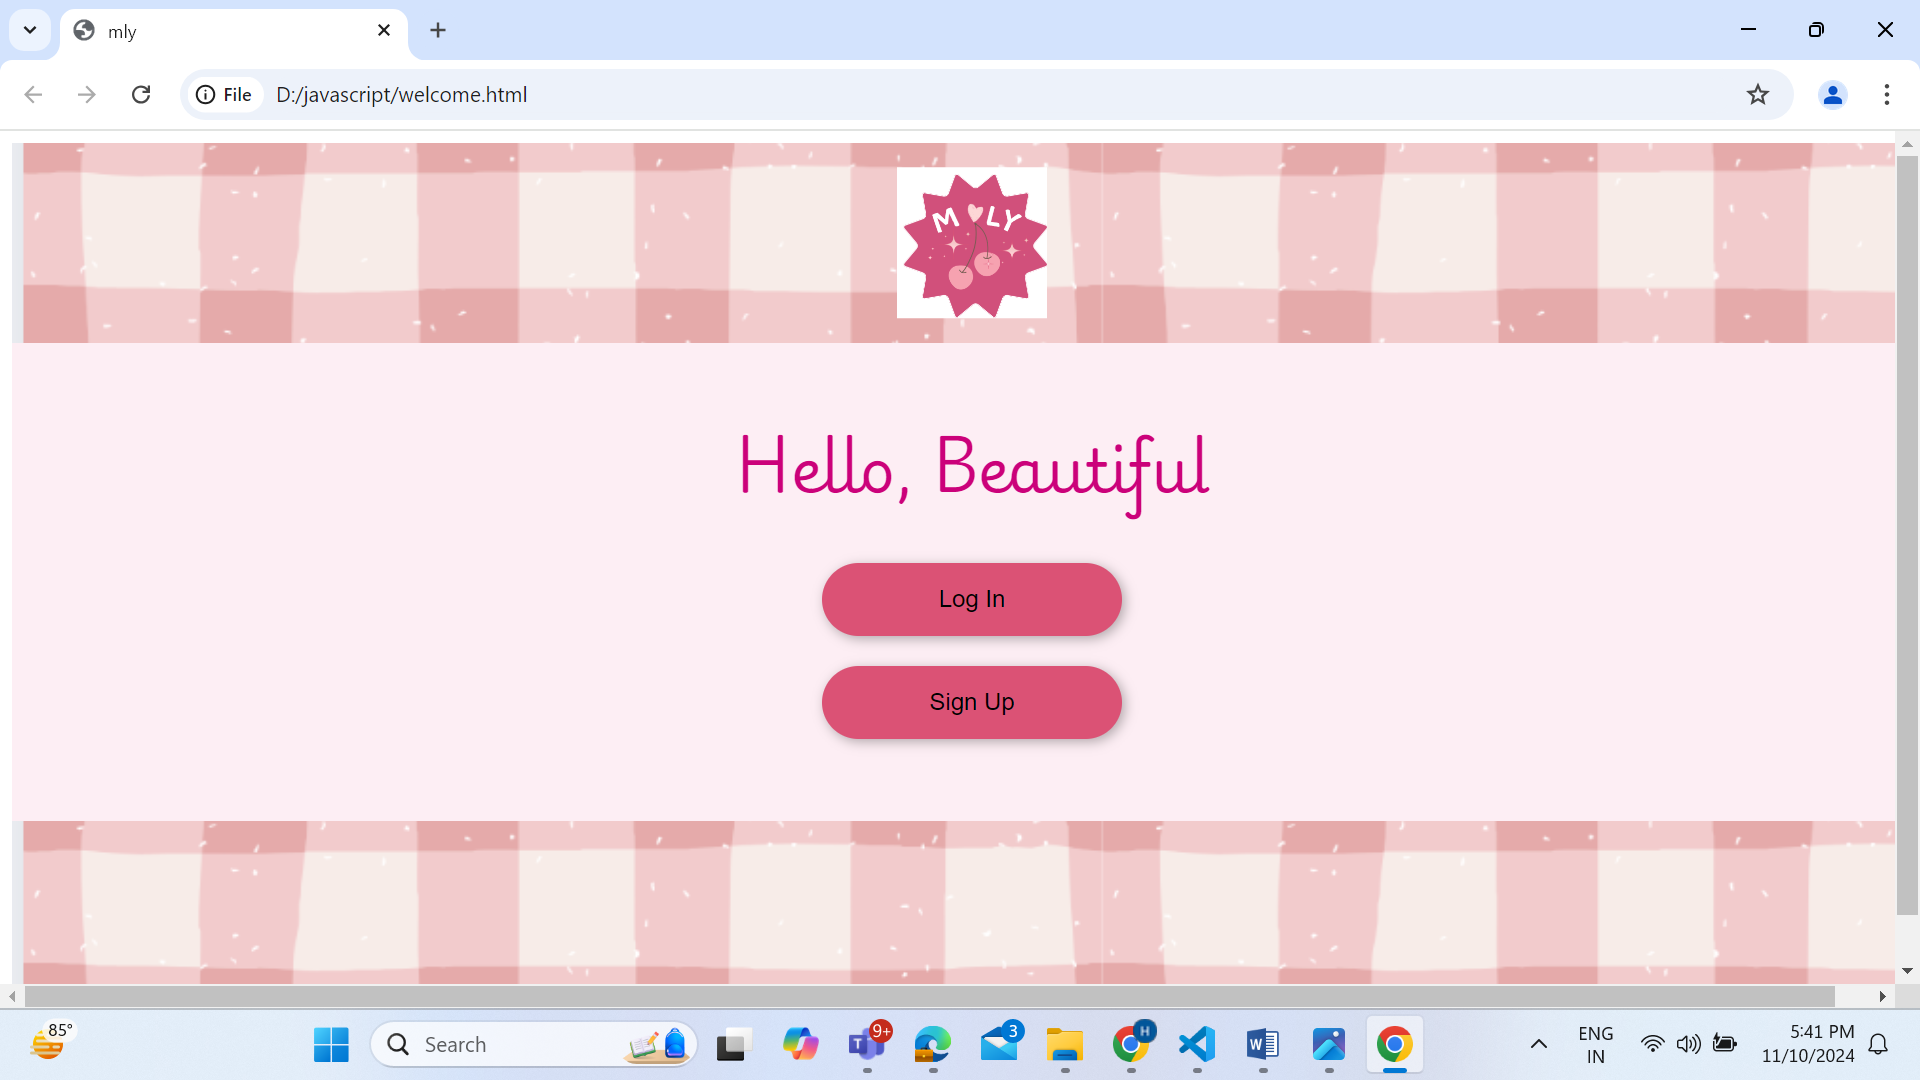 mly
File
D:/javascript/welcome.html
M LY
Hello, Beautiful
Log In
Sign Up
85°
Search
9+
3
H
ENG
IN
5:41 PM
11/10/2024